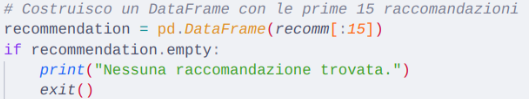 # Costruisco un DataFrame con le prime 15 raccomandazioni
recommendation = pd.DataFrame(recomm[:15])
if recommendation.empty:
    print("Nessuna raccomandazione trovata.")
    exit()